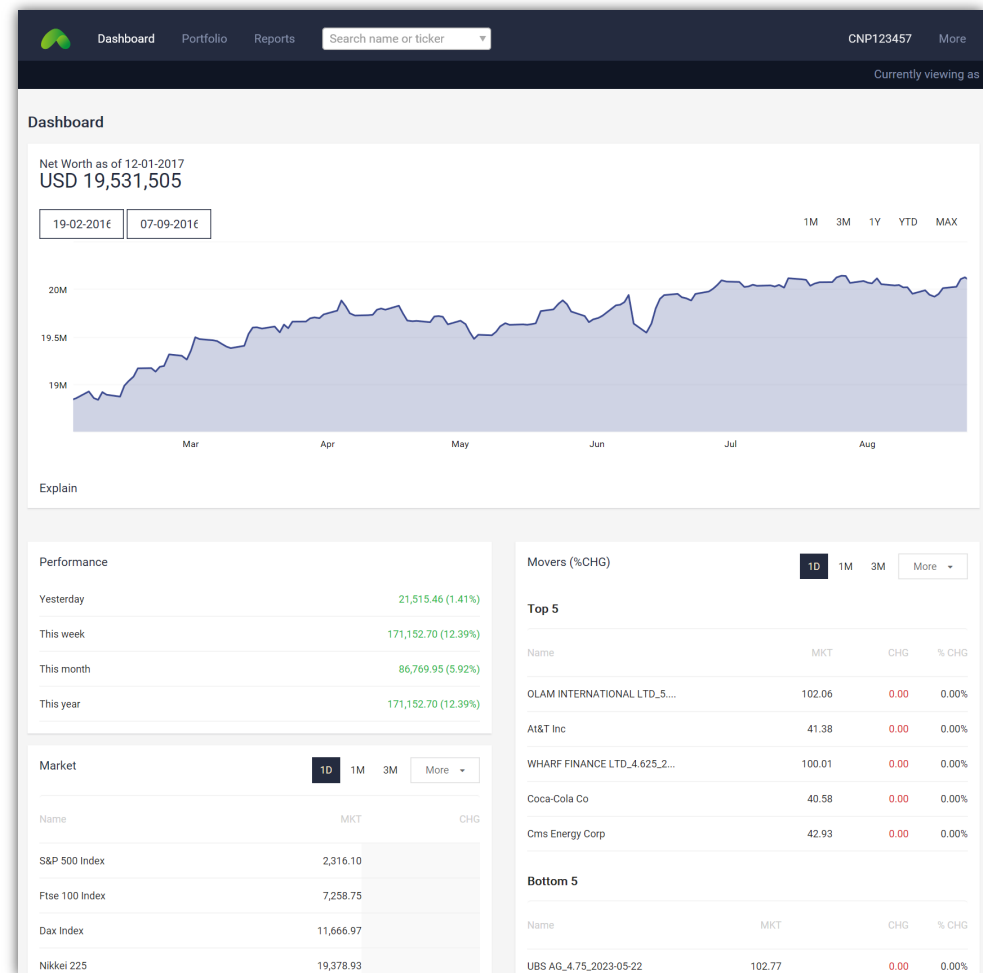 Dashboard Portfolio Reports Search name or ticker CNP123457 More
Currently viewing as
Dashboard
Net Worth as of 12-01-2017
USD 19,531,505
19-02-2016 07-09-2016 1M 3M 1Y YTD MAX
20M
19.5M
19M
Mar Apr May Jun Jul Aug
Explain
Performance
Yesterday 21,515.46 (1.41%)
This week 171,152.70 (12.39%)
This month 86,769.95 (5.92%)
This year 171,152.70 (12.39%)
Market 1D 1M 3M More
Name MKT CHG
S&P 500 Index 2,316.10
Ftse 100 Index 7,258.75
Dax Index 11,666.97
Nikkei 225 19,378.93
Movers (%CHG) 1D 1M 3M More
Top 5
Name MKT CHG % CHG
OLAM INTERNATIONAL LTD_5.... 102.06 0.00 0.00%
At&T Inc 41.38 0.00 0.00%
WHARF FINANCE LTD_4.625_2... 100.01 0.00 0.00%
Coca-Cola Co 40.58 0.00 0.00%
Cms Energy Corp 42.93 0.00 0.00%
Bottom 5
Name MKT CHG % CHG
UBS AG_4.75_2023-05-22 102.77 0.00 0.00%